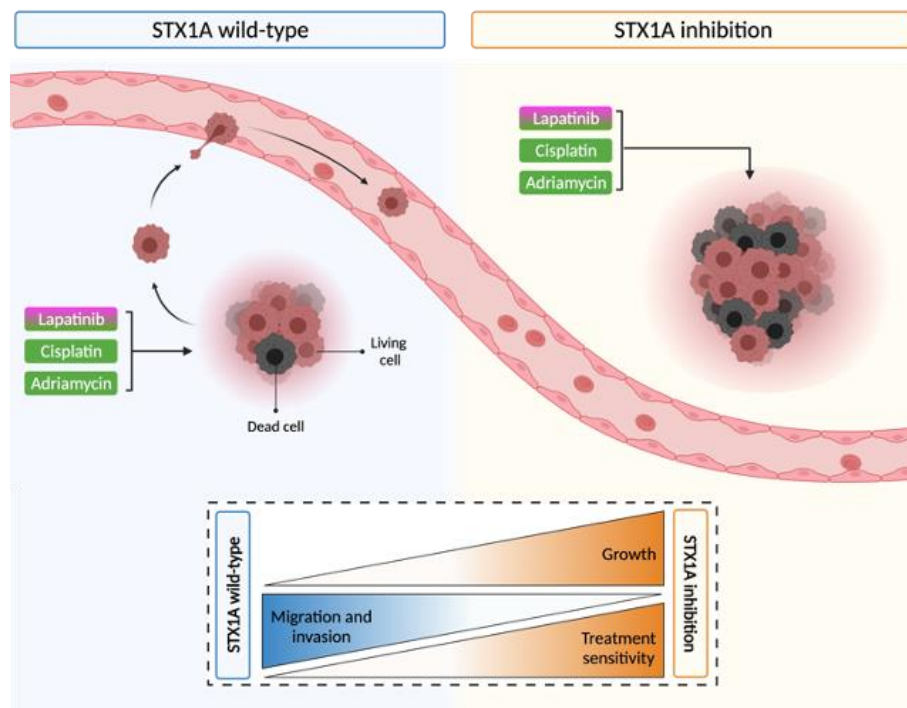 STX1A wild-type
STX1A inhibition
Lapatinib
Cisplatin
Adriamycin
Lapatinib
Cisplatin
Adriamycin
Living
cell
Dead cell
STX1A wild-type
Growth
Migration and
invasion
Treatment
sensitivity
STX1A inhibition